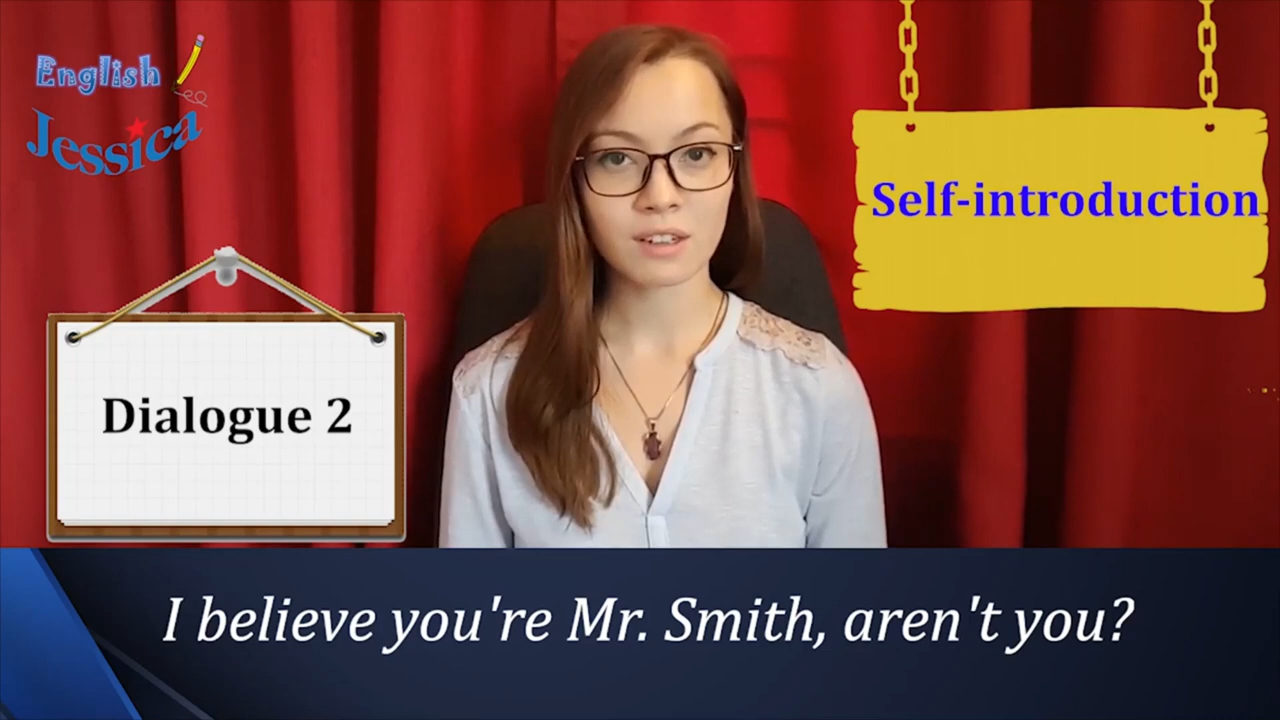 English
Jessica
Self-introduction
Dialogue 2
I believe you're Mr. Smith, aren't you?